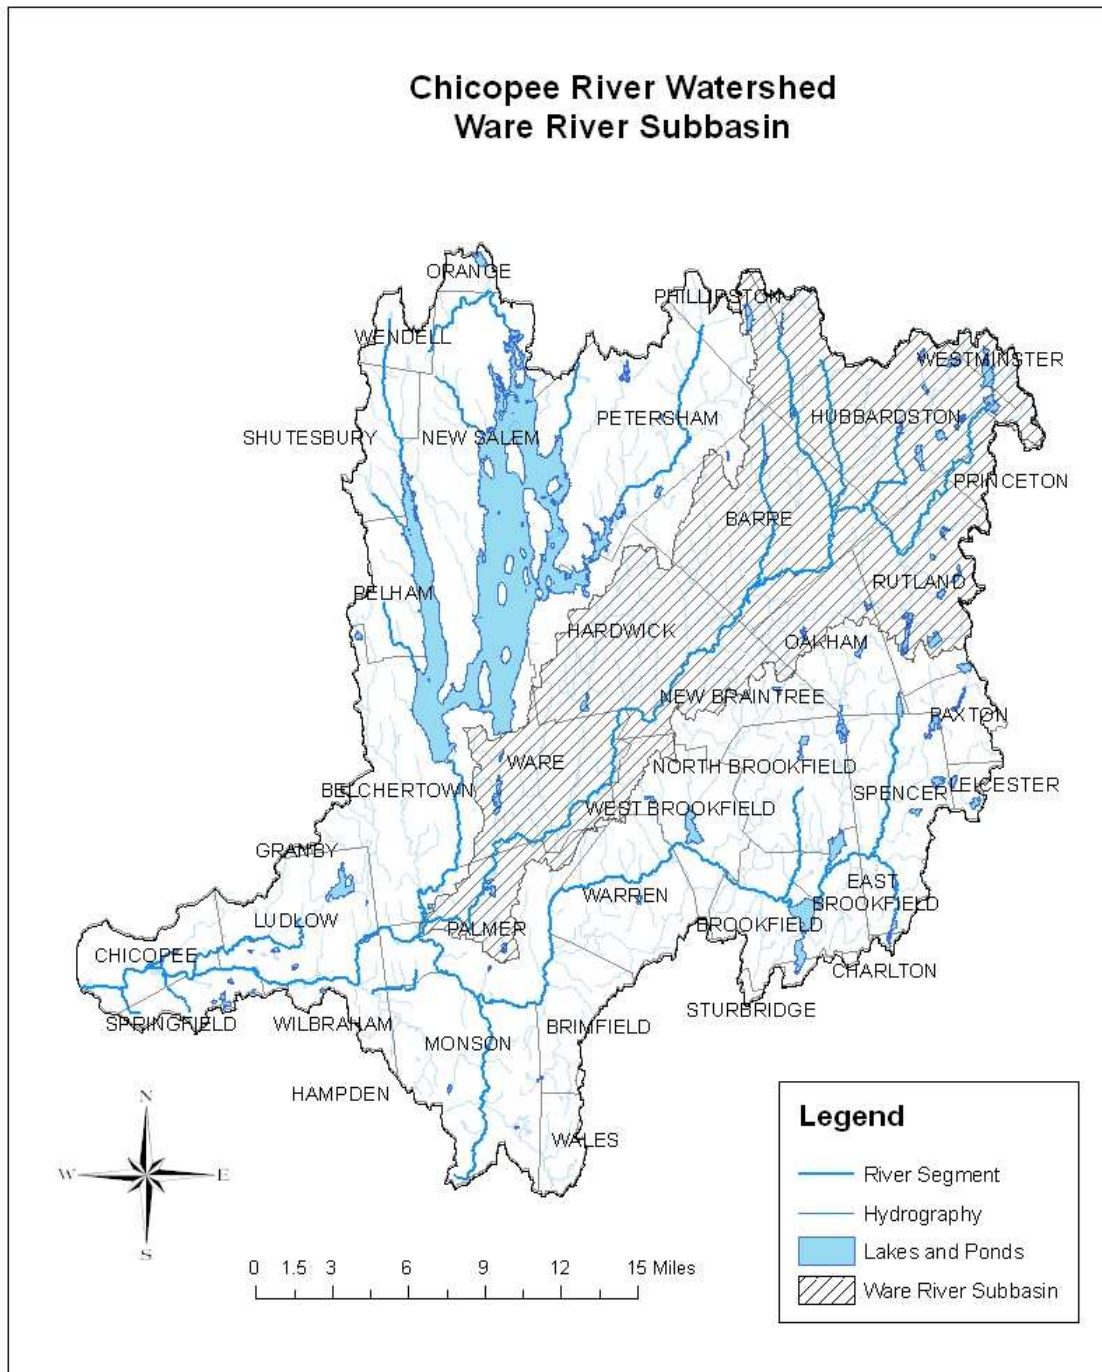 Chicopee River Watershed
Ware River Subbasin
ORANGE
PHILLIPSTON
WENDELL
WESTMINSTER
PETERSHAM
HUBBARDSTON
SHUTESBURY
NEW SALEM
PRINCETON
BARRE
RUTLAND
PELHAM
HARDWICK
OAKHAM
NEW BRAINTREE
PAXTON
WARE
NORTH BROOKFIELD
BELCHERTOWN
SPENCER
LEICESTER
WEST BROOKFIELD
GRANBY
EAST
BROOKFIELD
WARREN
LUDLOW
PALMER
BROOKFIELD
CHICOPEE
CHARLTON
STURBRIDGE
SPRINGFIELD
WILBRAHAM
BRIMFIELD
MONSON
HAMPDEN
WALES
N
W
E
S
0 1.5 3 6 9 12 15 Miles
Legend
River Segment
Hydrography
Lakes and Ponds
Ware River Subbasin